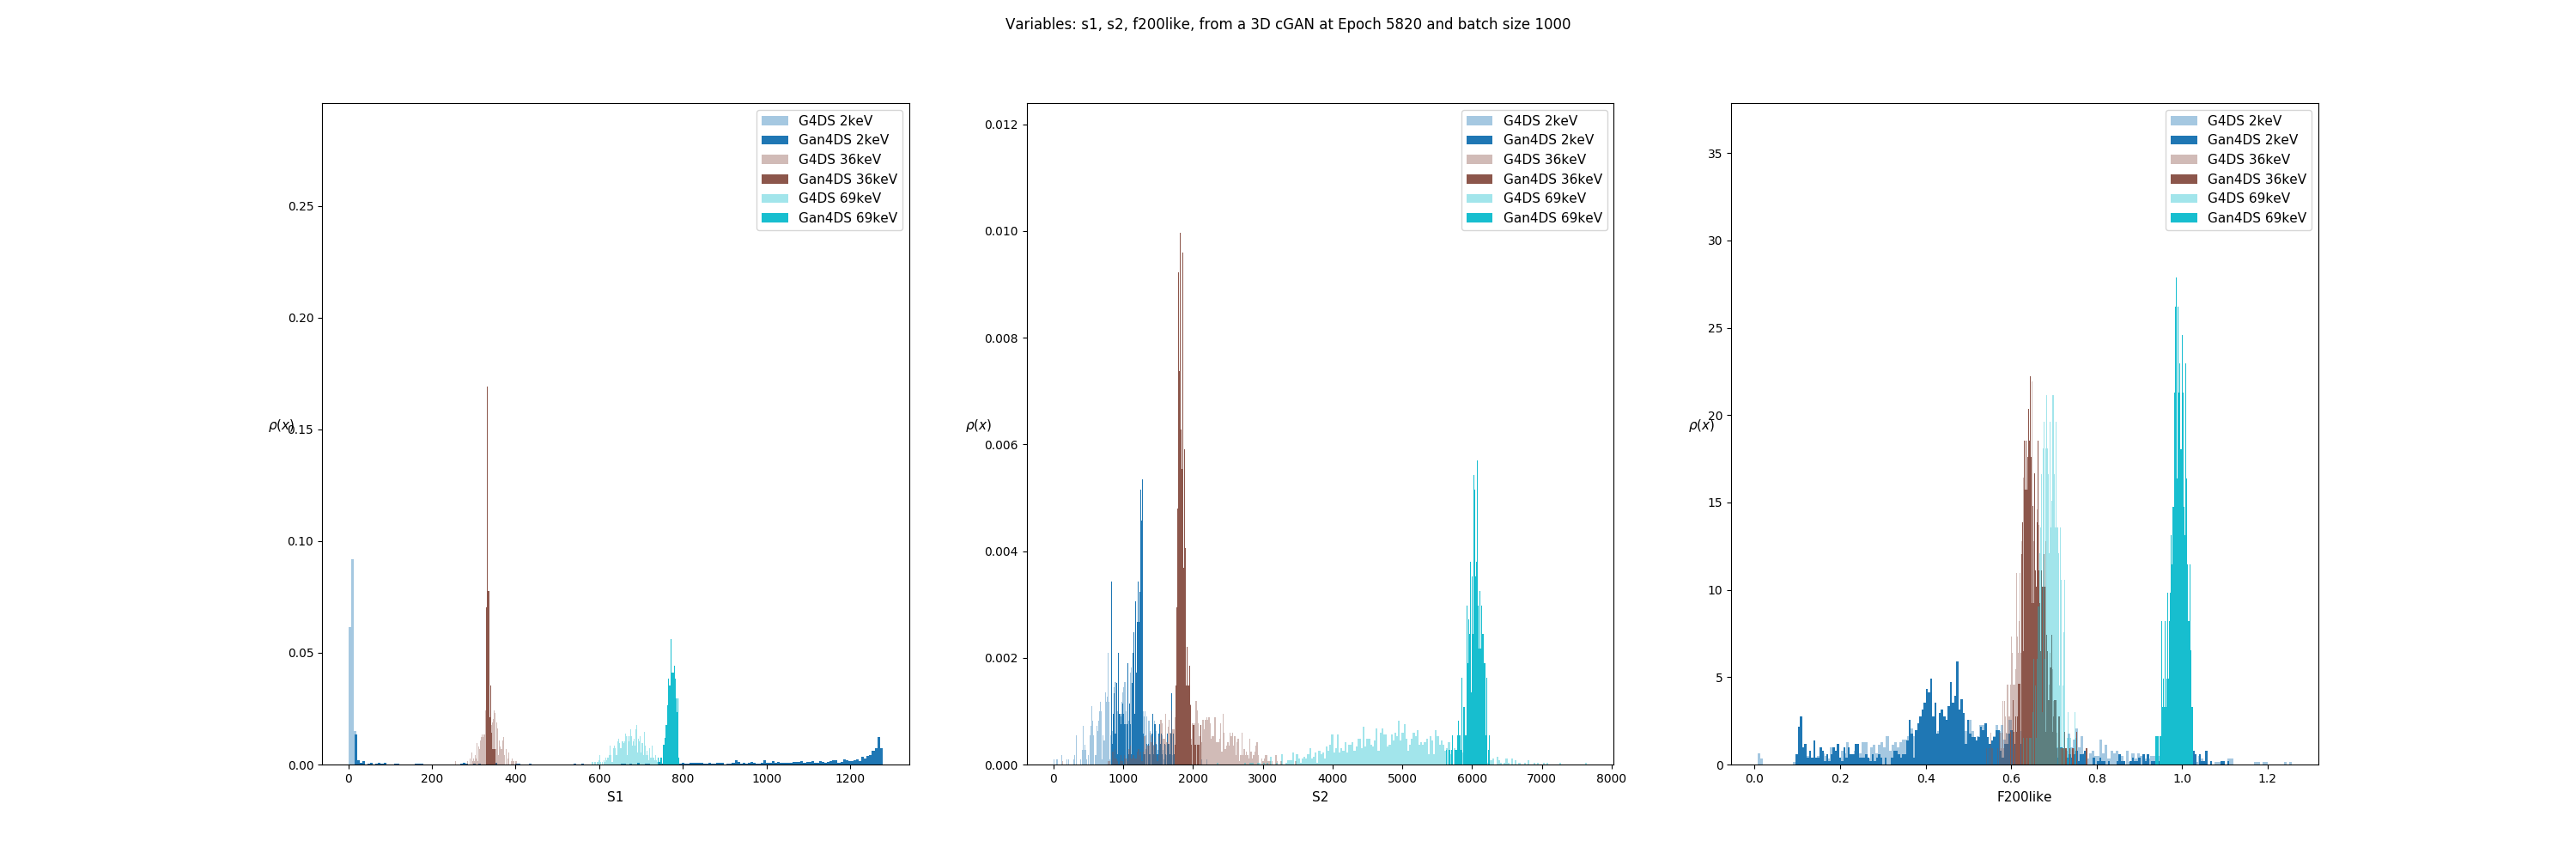 Variables: s1, s2, f200like, from a 3D cGAN at Epoch 5820 and batch size 1000
G4DS 2keV
Gan4DS 2keV
G4DS 36keV
Gan4DS 36keV
G4DS 69keV
Gan4DS 69keV
0.25
0.20
0.15
0.10
0.05
0.00
ρ(x)
0
200
400
600
800
1000
1200
S1
G4DS 2keV
Gan4DS 2keV
G4DS 36keV
Gan4DS 36keV
G4DS 69keV
Gan4DS 69keV
0.012
0.010
0.008
0.006
0.004
0.002
0.000
ρ(x)
0
1000
2000
3000
4000
5000
6000
7000
8000
S2
G4DS 2keV
Gan4DS 2keV
G4DS 36keV
Gan4DS 36keV
G4DS 69keV
Gan4DS 69keV
35
30
25
20
15
10
5
0
ρ(x)
0.0
0.2
0.4
0.6
0.8
1.0
1.2
F200like